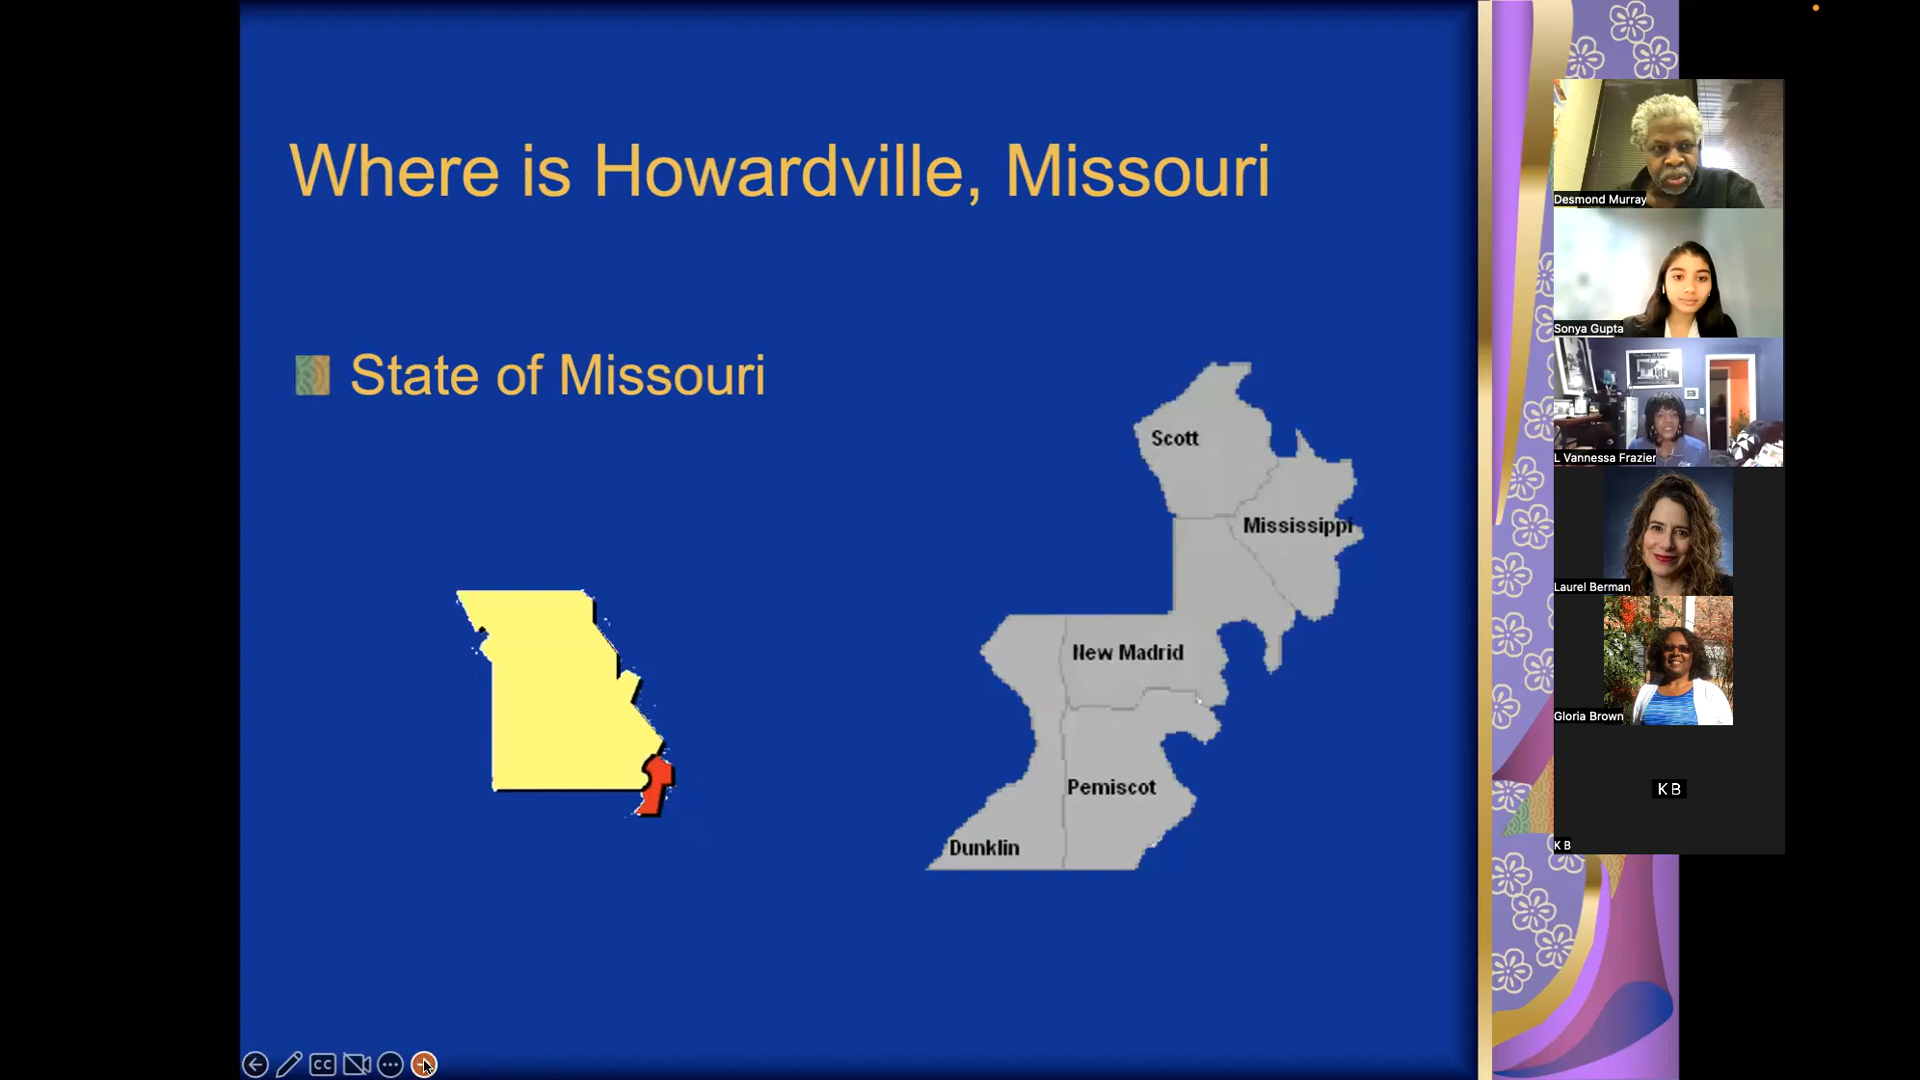 Where is Howardville, Missouri
State of Missouri
Scott
Mississippi
New Madrid
Pemiscot
Dunklin
CC
Desmond Murray
Sonya Gupta
L Vannessa Frazier
Laurel Berman
Gloria Brown
K B
K B